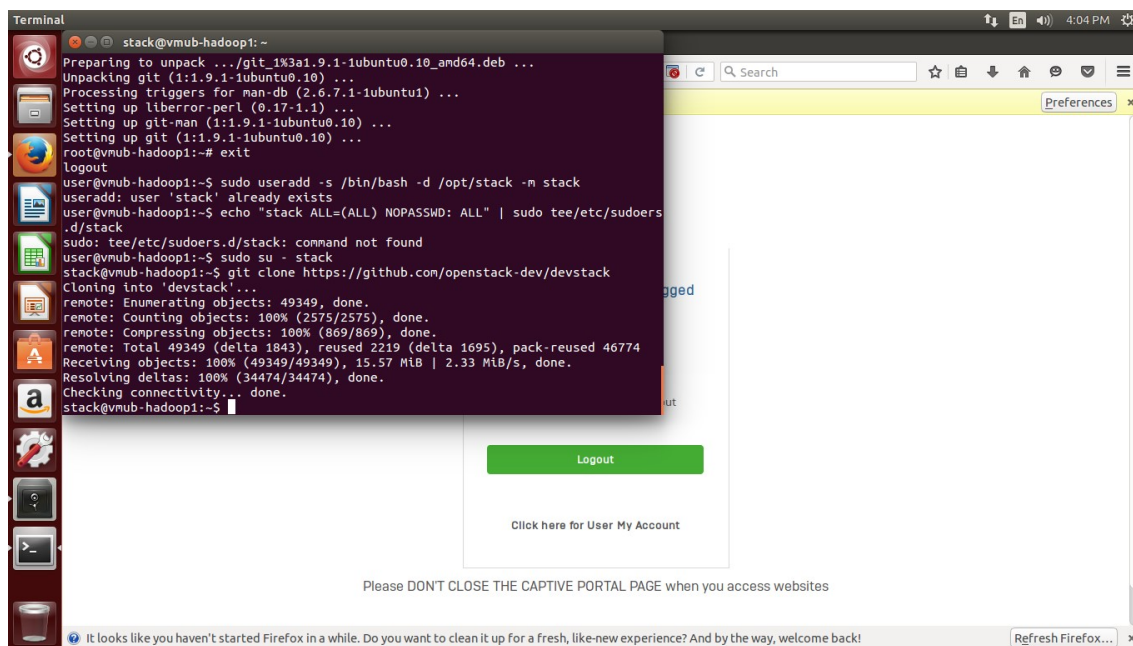 Terminal
En
4:04 PM
stack@vmub-hadoop1: ~
Preparing to unpack .../git_1%3a1.9.1-1ubuntu0.10_amd64.deb ...
Unpacking git (1:1.9.1-1ubuntu0.10) ...
Processing triggers for man-db (2.6.7.1-1ubuntu1) ...
Setting up liberror-perl (0.17-1.1) ...
Setting up git-man (1:1.9.1-1ubuntu0.10) ...
Setting up git (1:1.9.1-1ubuntu0.10) ...
root@vmub-hadoop1:~# exit
logout
user@vmub-hadoop1:~$ sudo useradd -s /bin/bash -d /opt/stack -m stack
useradd: user 'stack' already exists
user@vmub-hadoop1:~$ echo "stack ALL=(ALL) NOPASSWD: ALL" | sudo tee/etc/sudoers
.d/stack
sudo: tee/etc/sudoers.d/stack: command not found
user@vmub-hadoop1:~$ sudo su - stack
stack@vmub-hadoop1:~$ git clone https://github.com/openstack-dev/devstack
Cloning into 'devstack'...
remote: Enumerating objects: 49349, done.
remote: Counting objects: 100% (2575/2575), done.
remote: Compressing objects: 100% (869/869), done.
remote: Total 49349 (delta 1843), reused 2219 (delta 1695), pack-reused 46774
Receiving objects: 100% (49349/49349), 15.57 MiB | 2.33 MiB/s, done.
Resolving deltas: 100% (34474/34474), done.
Checking connectivity... done.
stack@vmub-hadoop1:~$
Search
Preferences
gged
ut
Logout
Click here for User My Account
Please DON'T CLOSE THE CAPTIVE PORTAL PAGE when you access websites
It looks like you haven't started Firefox in a while. Do you want to clean it up for a fresh, like-new experience? And by the way, welcome back!
Refresh Firefox...